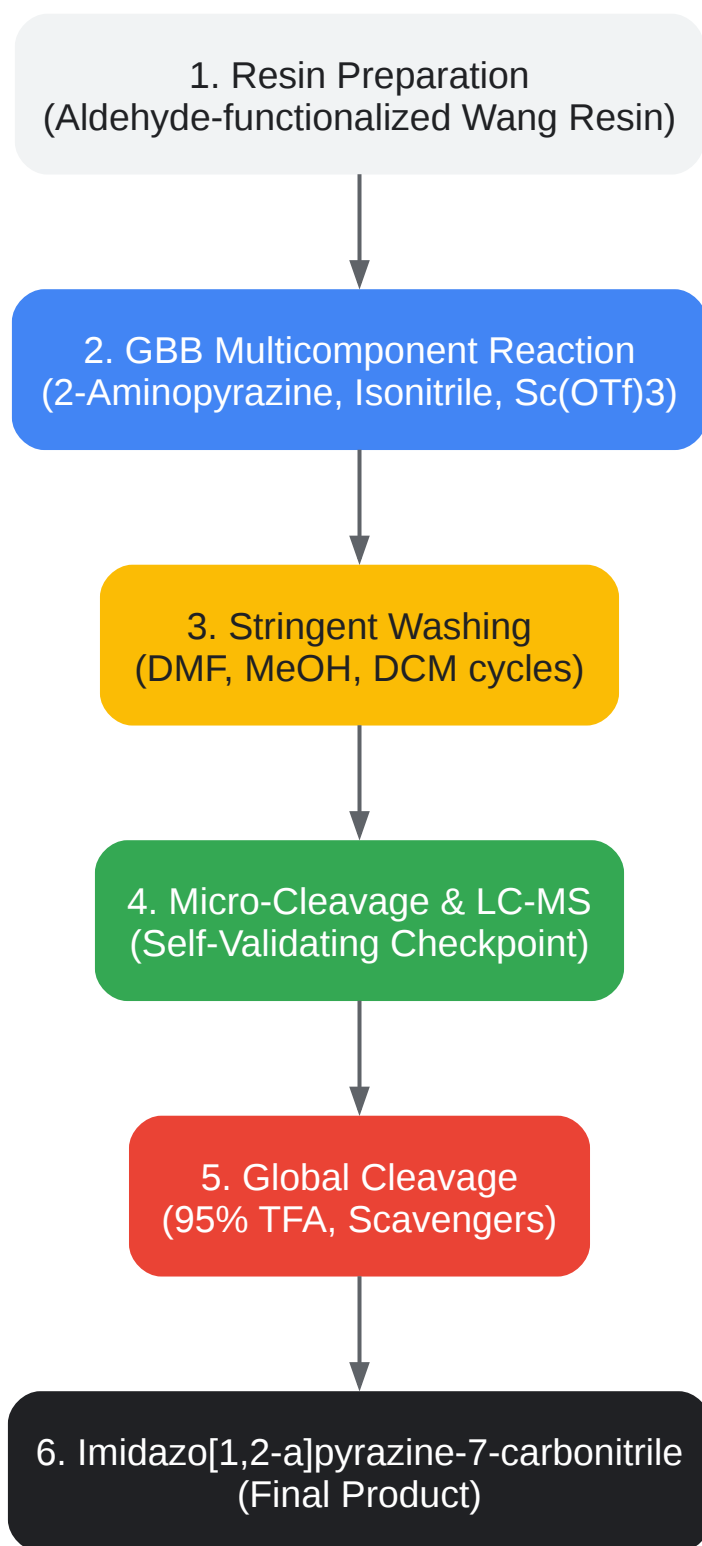 1. Resin Preparation
(Aldehyde-functionalized Wang Resin)
2. GBB Multicomponent Reaction
(2-Aminopyrazine, Isonitrile, Sc(OTf)3)
3. Stringent Washing
(DMF, MeOH, DCM cycles)
4. Micro-Cleavage & LC-MS
(Self-Validating Checkpoint)
5. Global Cleavage
(95% TFA, Scavengers)
6. Imidazo[1,2-a]pyrazine-7-carbonitrile
(Final Product)